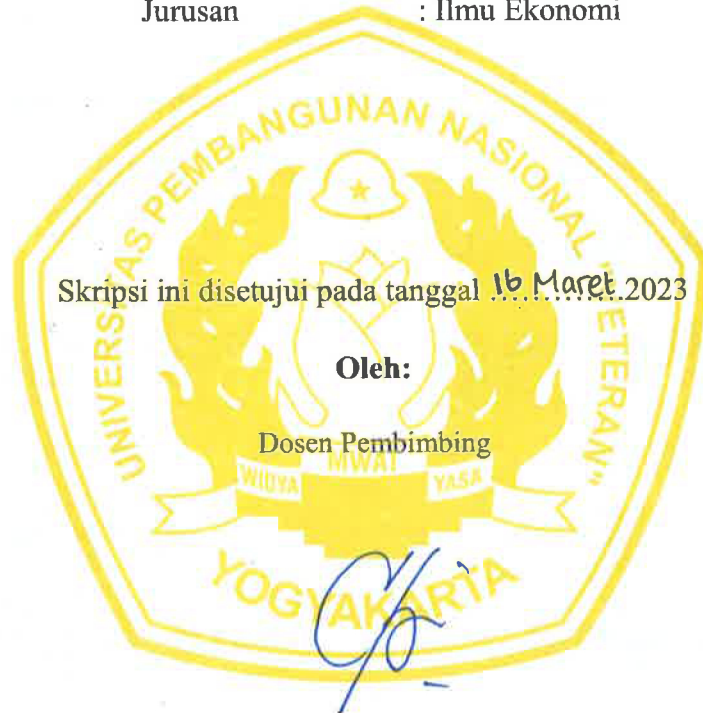 Jurusan : Ilmu Ekonomi
UNIVERSITAS PEMBANGUNAN NASIONAL "VETERAN"
Skripsi ini disetujui pada tanggal 16 Maret 2023
Oleh:
Dosen Pembimbing
WIDYA MWAT YASA
YOGYAKARTA